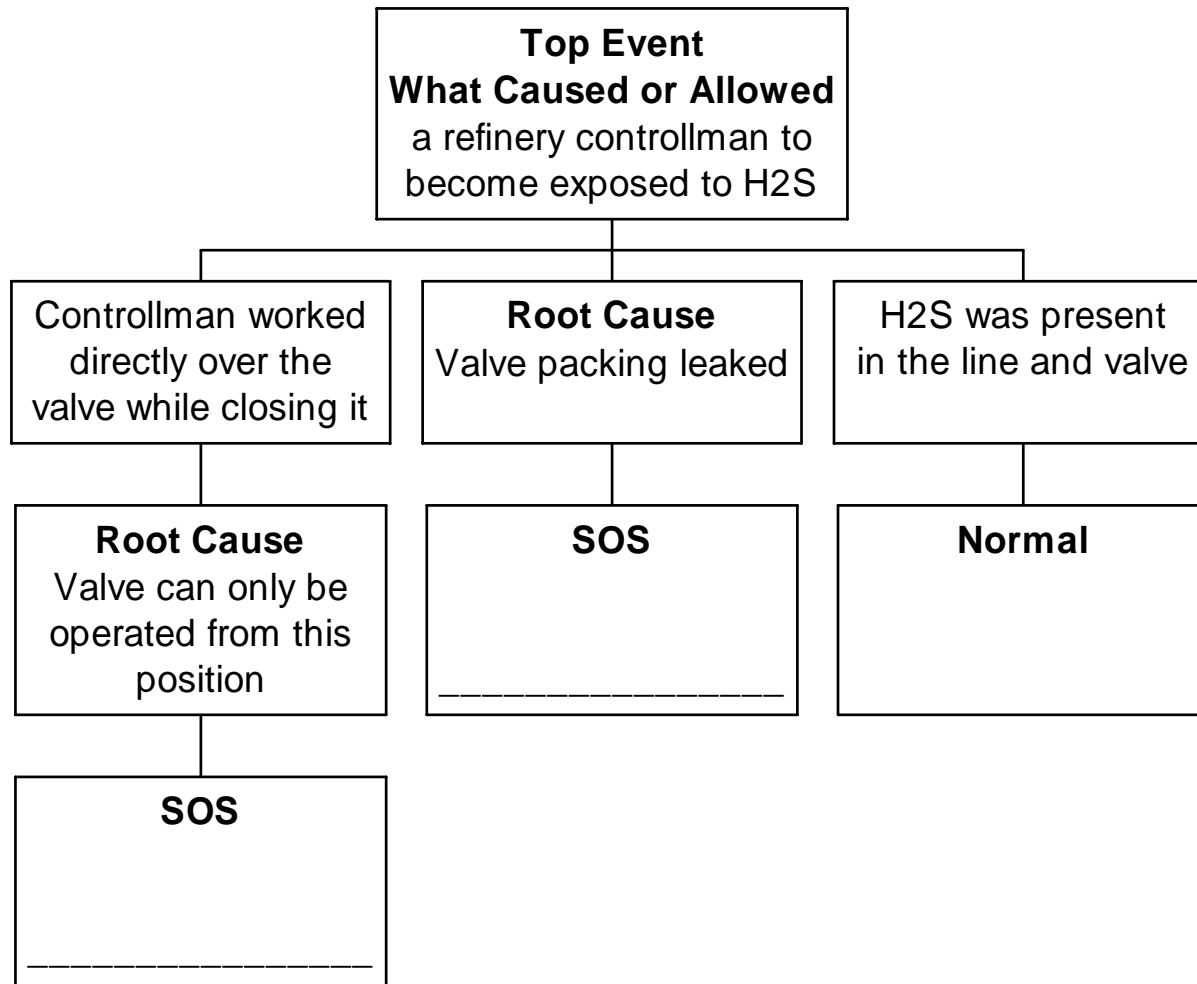 Top Event
What Caused or Allowed
a refinery controllman to
become exposed to H2S
Controllman worked
directly over the
valve while closing it
Root Cause
Valve packing leaked
H2S was present
in the line and valve
Root Cause
Valve can only be
operated from this
position
SOS
________________
Normal
SOS
________________